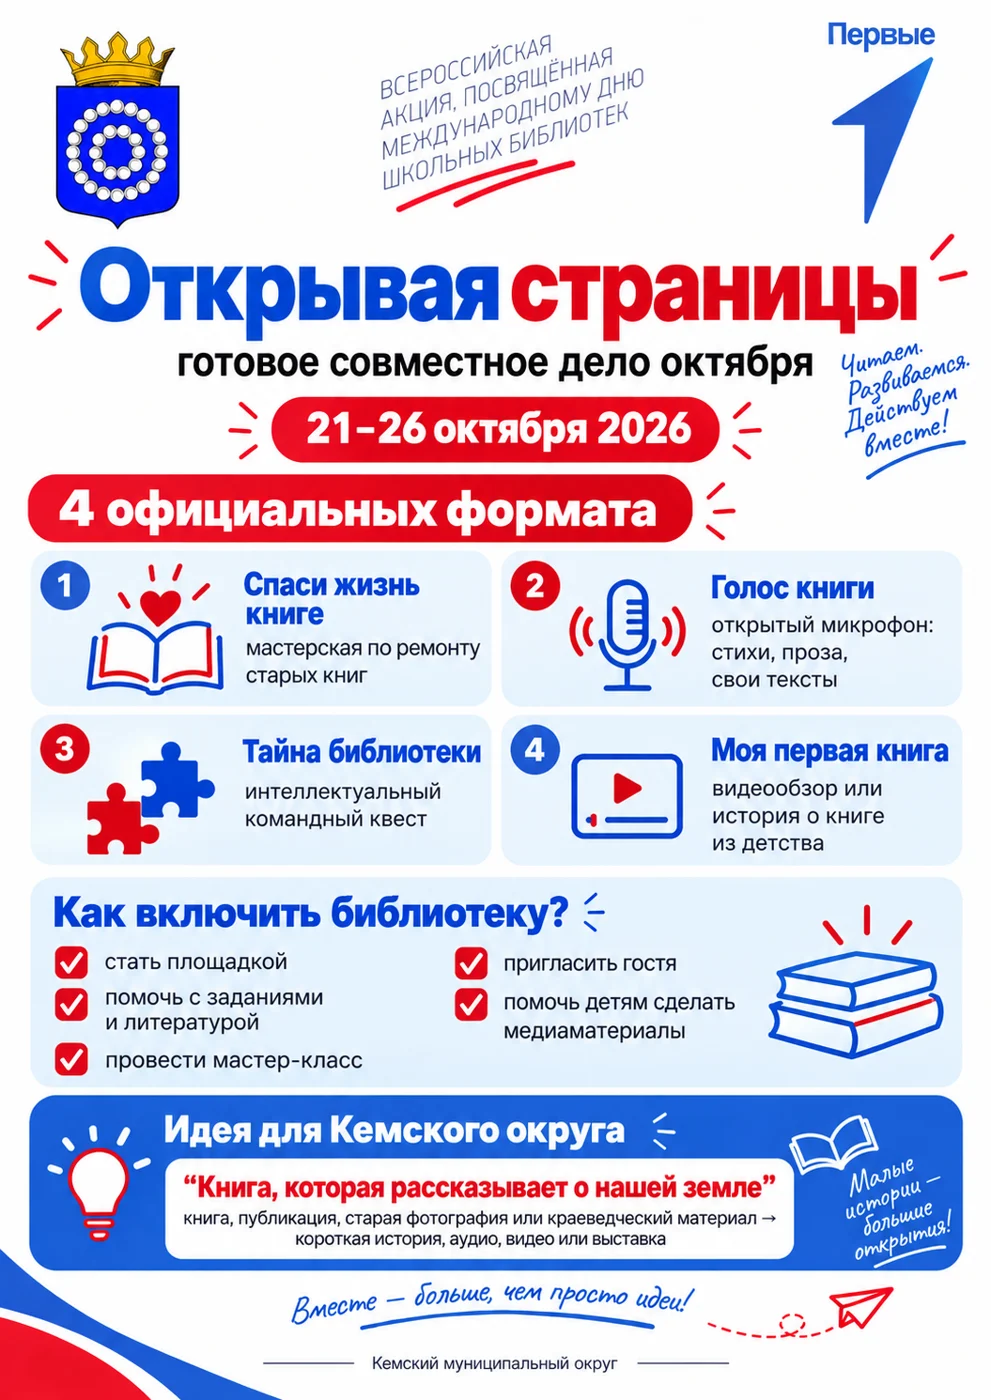 Первые
ВСЕРОССИЙСКАЯ
АКЦИЯ, ПОСВЯЩЁННАЯ
МЕЖДУНАРОДНОМУ ДНЮ
ШКОЛЬНЫХ БИБЛИОТЕК
Открывая страницы
готовое совместное дело октября
Читаем.
Развиваемся.
Действуем
вместе!
21–26 октября 2026
4 официальных формата
1
Спаси жизнь
книге
мастерская по ремонту
старых книг
2
Голос книги
открытый микрофон:
стихи, проза,
свои тексты
3
Тайна библиотеки
интеллектуальный
командный квест
4
Моя первая книга
видеообзор или
история о книге
из детства
Как включить библиотеку?
стать площадкой
помочь с заданиями
и литературой
провести мастер-класс
пригласить гостя
помочь детям сделать
медиаматериалы
Идея для Кемского округа
“Книга, которая рассказывает о нашей земле”
книга, публикация, старая фотография или краеведческий материал →
короткая история, аудио, видео или выставка
Малые
истории –
большие
открытия!
Вместе – больше, чем просто идеи!
Кемский муниципальный округ